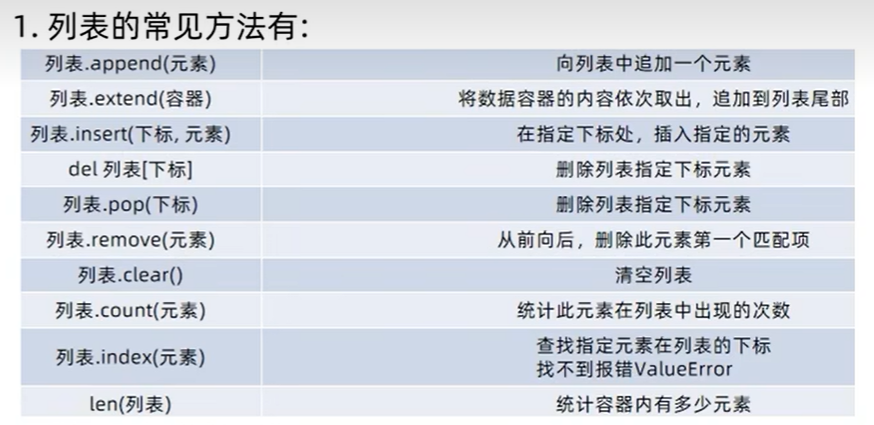 1. 列表的常见方法有:
列表.append(元素) 向列表中追加一个元素
列表.extend(容器) 将数据容器的内容依次取出，追加到列表尾部
列表.insert(下标, 元素) 在指定下标处，插入指定的元素
del 列表[下标] 删除列表指定下标元素
列表.pop(下标) 删除列表指定下标元素
列表.remove(元素) 从前向后，删除此元素第一个匹配项
列表.clear() 清空列表
列表.count(元素) 统计此元素在列表中出现的次数
列表.index(元素) 查找指定元素在列表的下标
找不到报错ValueError
len(列表) 统计容器内有多少元素